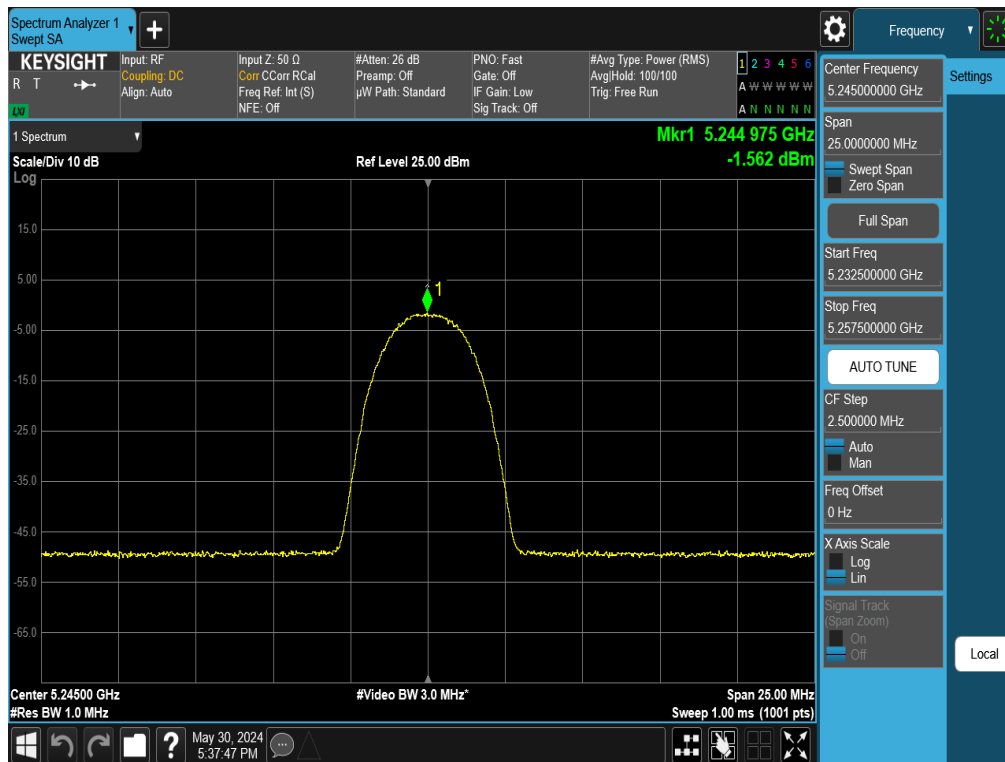 Spectrum Analyzer 1
Swept SA
Frequency
KEYSIGHT
R T
LXI
Input: RF
Coupling: DC
Align: Auto
Input Z: 50 Ω
Corr CCorr RCal
Freq Ref: Int (S)
NFE: Off
#Atten: 26 dB
Preamp: Off
µW Path: Standard
PNO: Fast
Gate: Off
IF Gain: Low
Sig Track: Off
#Avg Type: Power (RMS)
Avg|Hold: 100/100
Trig: Free Run
1 2 3 4 5 6
A W W W W W
A N N N N N
1 Spectrum
Mkr1 5.244 975 GHz
Scale/Div 10 dB
Ref Level 25.00 dBm
-1.562 dBm
Log
15.0
5.00
-5.00
-15.0
-25.0
-35.0
-45.0
-55.0
-65.0
1
Center 5.24500 GHz
#Video BW 3.0 MHz*
Span 25.00 MHz
#Res BW 1.0 MHz
Sweep 1.00 ms (1001 pts)
Center Frequency
5.245000000 GHz
Settings
Span
25.0000000 MHz
Swept Span
Zero Span
Full Span
Start Freq
5.232500000 GHz
Stop Freq
5.257500000 GHz
AUTO TUNE
CF Step
2.500000 MHz
Auto
Man
Freq Offset
0 Hz
X Axis Scale
Log
Lin
Signal Track
(Span Zoom)
On
Off
Local
?
May 30, 2024
5:37:47 PM